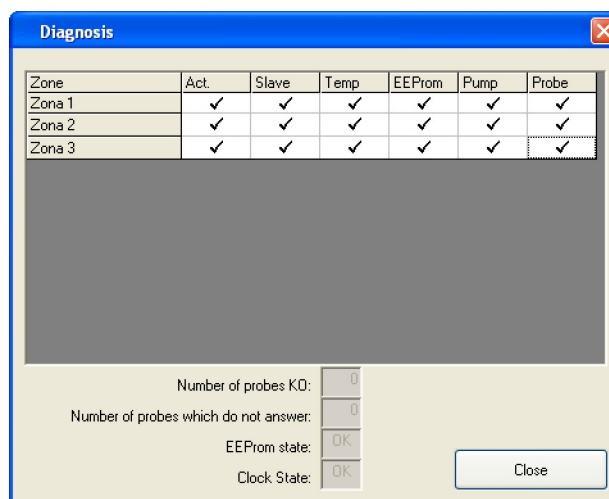 Diagnosis
Zone Act. Slave Temp EEProm Pump Probe
Zona 1 ✓ ✓ ✓ ✓ ✓ ✓
Zona 2 ✓ ✓ ✓ ✓ ✓ ✓
Zona 3 ✓ ✓ ✓ ✓ ✓ ✓
Number of probes KO: 0
Number of probes which do not answer: 0
EEProm state: OK
Clock State: OK
Close